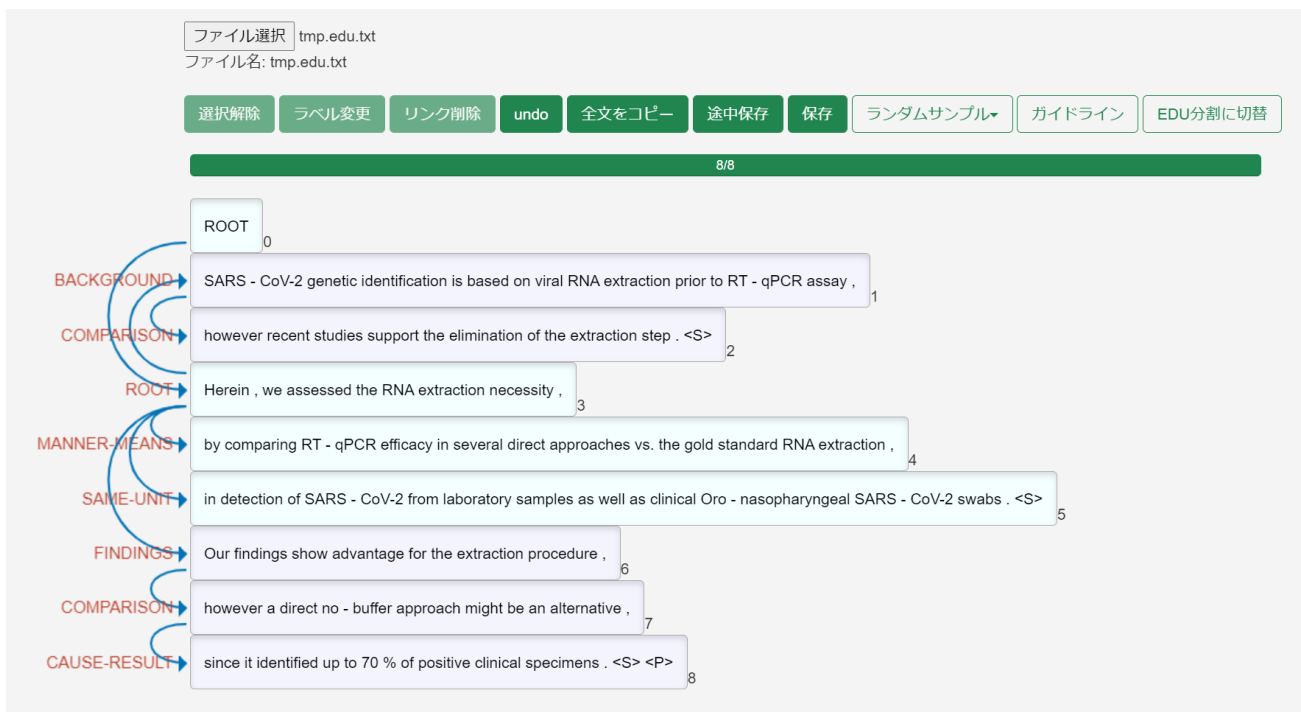 ファイル選択 tmp.edu.txt
ファイル名: tmp.edu.txt
選択解除 ラベル変更 リンク削除 undo 全文をコピー 途中保存 保存 ランダムサンプル▾ ガイドライン EDU分割に切替
8/8
ROOT 0
BACKGROUND SARS - CoV-2 genetic identification is based on viral RNA extraction prior to RT - qPCR assay , 1
COMPARISON however recent studies support the elimination of the extraction step . <S> 2
ROOT Herein , we assessed the RNA extraction necessity , 3
MANNER-MEANS by comparing RT - qPCR efficacy in several direct approaches vs. the gold standard RNA extraction , 4
SAME-UNIT in detection of SARS - CoV-2 from laboratory samples as well as clinical Oro - nasopharyngeal SARS - CoV-2 swabs . <S> 5
FINDINGS Our findings show advantage for the extraction procedure , 6
COMPARISON however a direct no - buffer approach might be an alternative , 7
CAUSE-RESULT since it identified up to 70 % of positive clinical specimens . <S> <P> 8